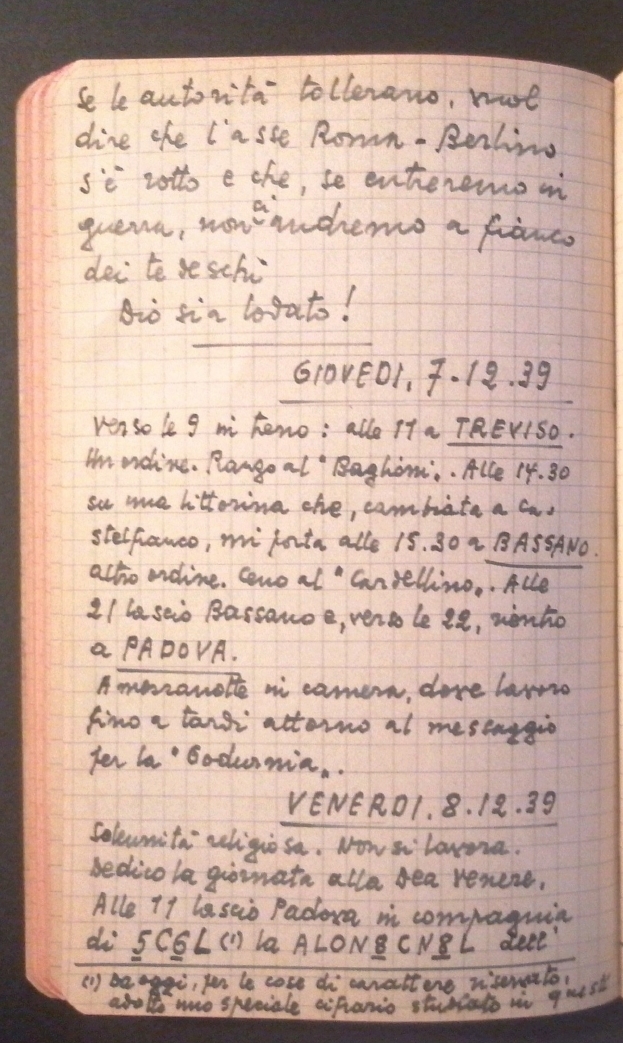 Se le autorità tollerano, vuol
dire che l'asse Roma - Berlino
s'è rotto e che, se entreremo in
guerra, non ci andremo a fianco
dei tedeschi
Dio sia lodato!
GIOVEDI, 7-12.39
Verso le 9 in treno: alle 11 a TREVISO.
Un ordine. Pango al "Baglioni". Alle 14.30
su una littorina che, cambiata a Ca-
stelfranco, mi porta alle 15.30 a BASSANO.
Altro ordine. Ceno al "Cardellino". Alle
21 lascio Bassano e, verso le 22, rientro
a PADOVA.
A mezzanotte in camera, dove lavoro
fino a tardi attorno al messaggio
per la
VENERDI, 8.12.39
Solennità religiosa. Non si lavora.
Dedico la giornata alla Dea Venere.
Alle 11 lascio Padova in compagnia
di 5C6L (1) la ALON8CN8L dell'
(1) Da oggi, per le cose di carattere riservato,
adotto uno speciale cifrario studiato in questi